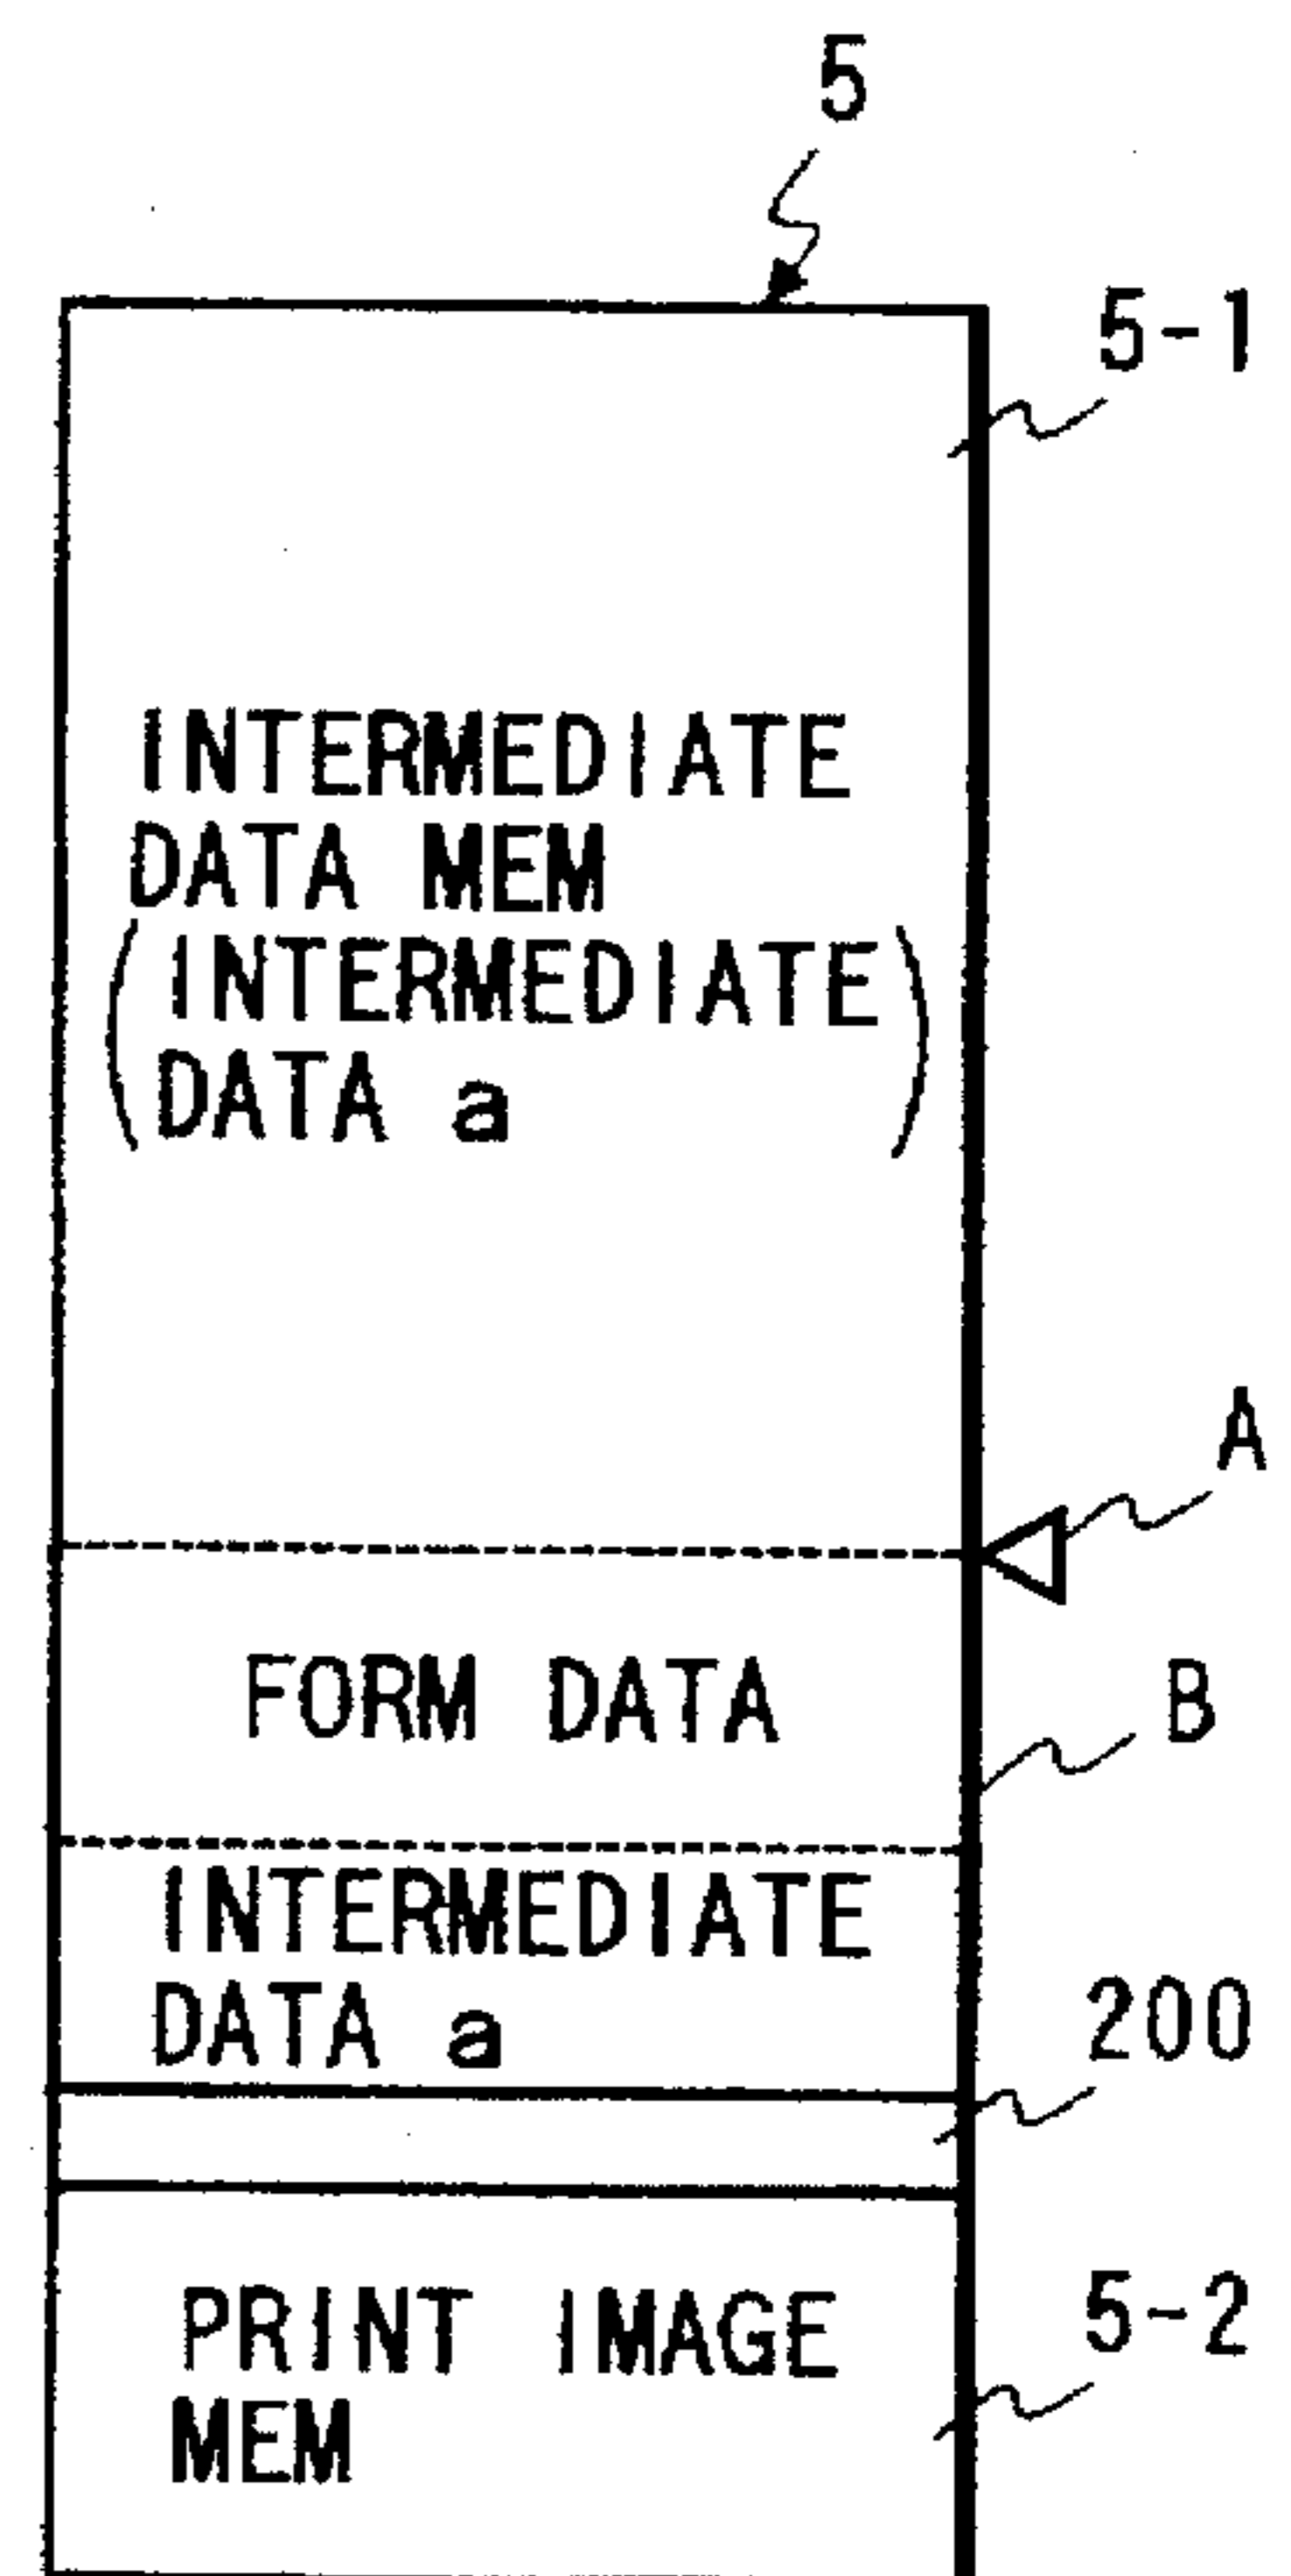 5
5-1
INTERMEDIATE
DATA MEM
(INTERMEDIATE
DATA a)
A
FORM DATA
B
INTERMEDIATE
DATA a
200
PRINT IMAGE
MEM
5-2